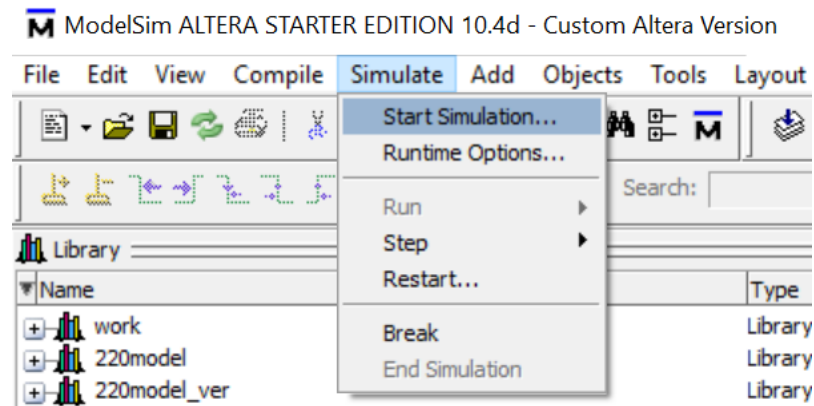 ModelSim ALTERA STARTER EDITION 10.4d - Custom Altera Version
File Edit View Compile Simulate Add Objects Tools Layout
Start Simulation...
Runtime Options...
Search:
Run
Step
Restart...
Break
End Simulation
Library
Name Type
work Library
220model Library
220model_ver Library